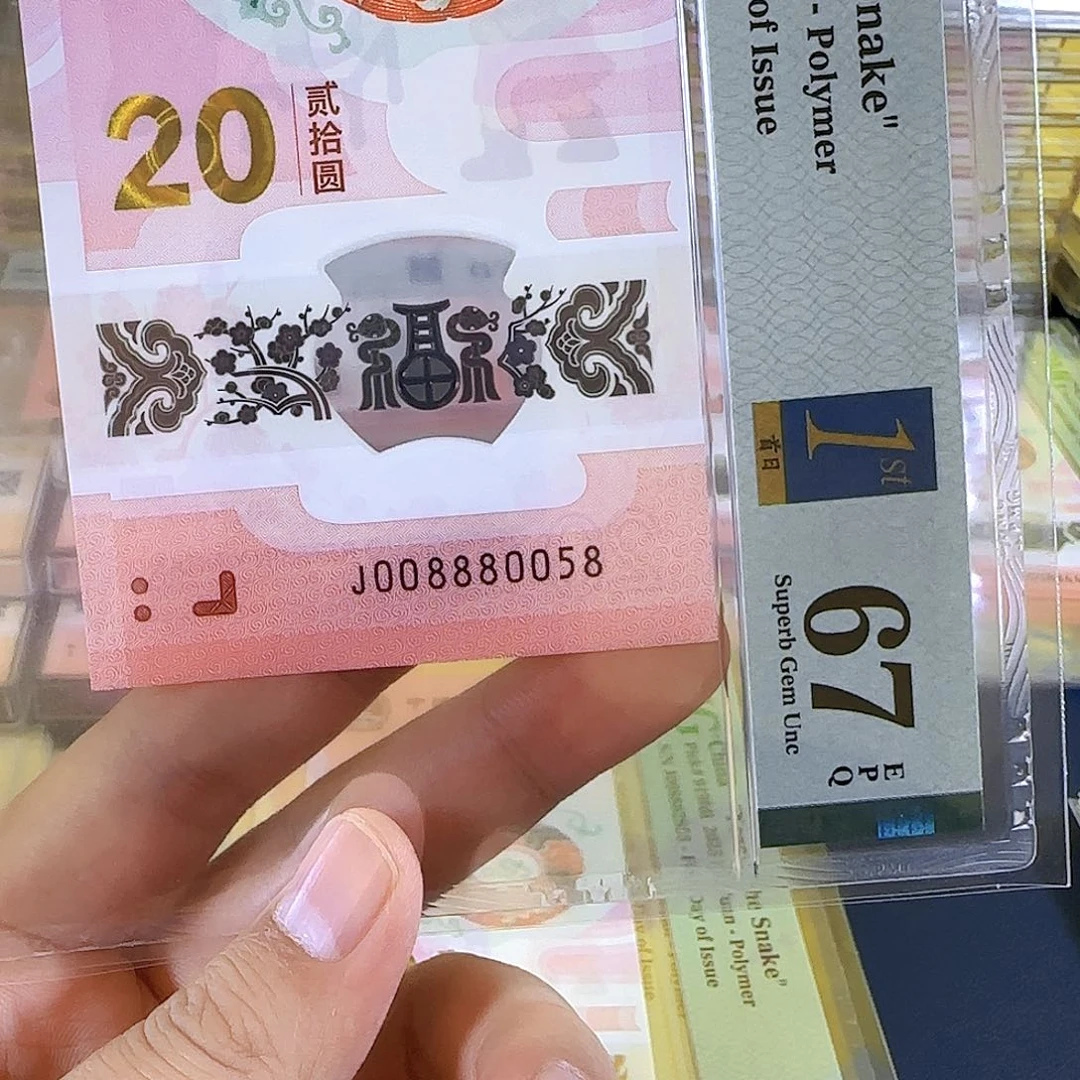 20
贰拾圆
J008880058
nake"
- Polymer
of Issue
1st
首日
67
EPQ
Superb Gem Unc
China
he Snake"
- Polymer
Day of Issue